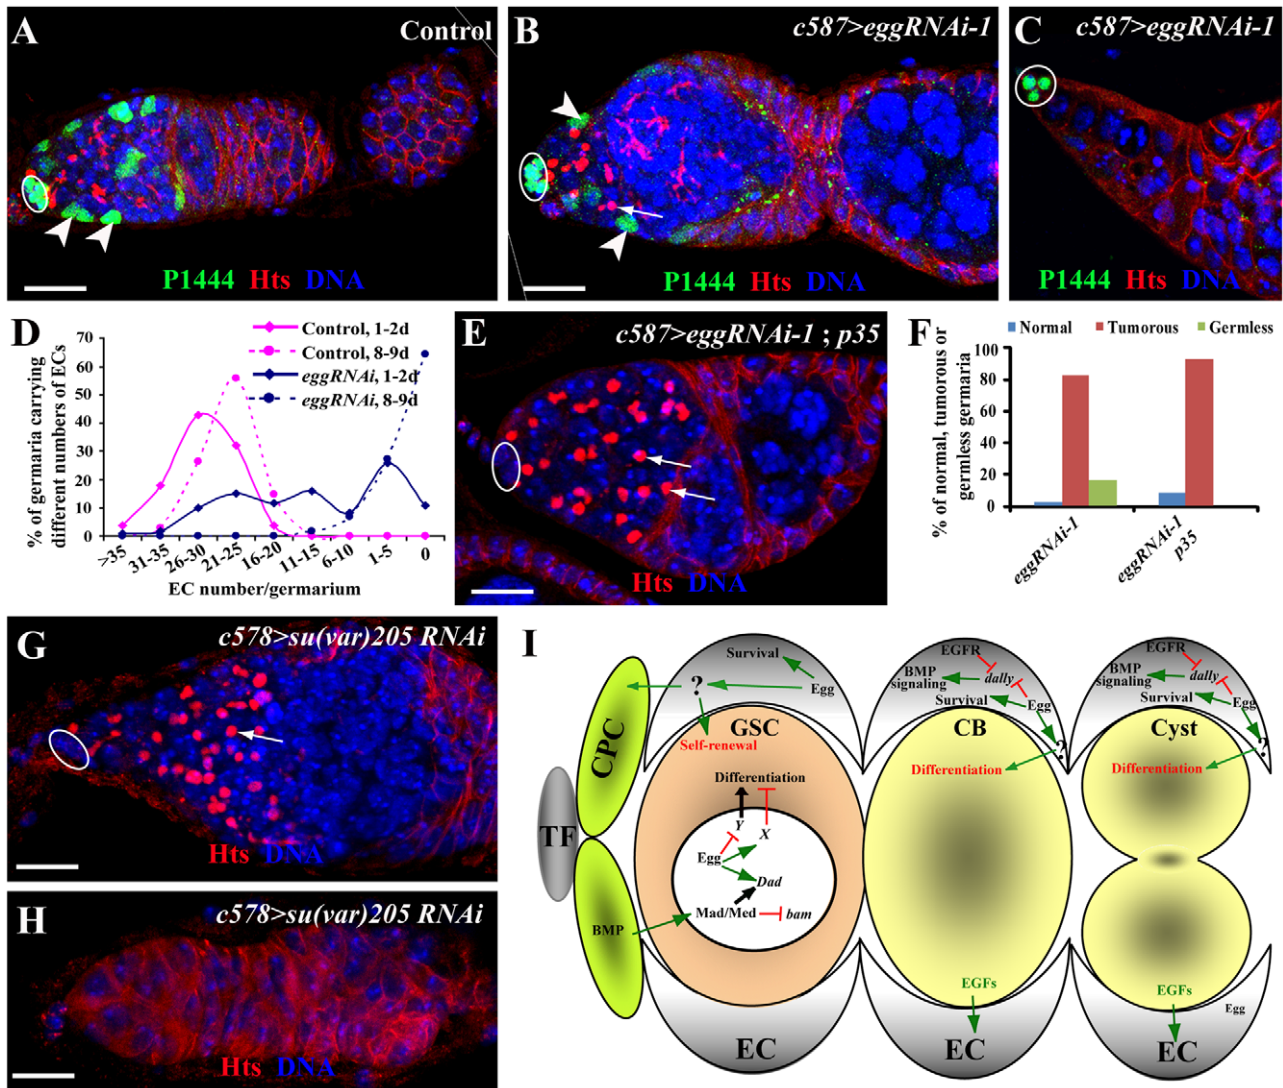 A
Control
P1444 Hts DNA
B
c587>eggRNAi-1
P1444 Hts DNA
C
c587>eggRNAi-1
P1444 Hts DNA
D
% of germaria carrying
different numbers of ECs
70
60
50
40
30
20
10
0
Control, 1-2d
Control, 8-9d
eggRNAi, 1-2d
eggRNAi, 8-9d
>35
31-35
26-30
21-25
16-20
11-15
6-10
1-5
0
EC number/germarium
E
c587>eggRNAi-1 ; p35
Hts DNA
F
Normal Tumorous Germless
% of normal, tumorous or
germless germaria
100
80
60
40
20
0
eggRNAi-1
eggRNAi-1
p35
G
c578>su(var)205 RNAi
Hts DNA
H
c578>su(var)205 RNAi
Hts DNA
I
TF
CPC
BMP
Survival
?
Egg
GSC
Self-renewal
Differentiation
Y
X
Egg
Dad
Mad/Med
bam
EC
EGFR
BMP
signaling
dally
Survival
Egg
CB
?
Differentiation
EGFs
EC
EGFR
BMP
signaling
dally
Survival
Egg
Cyst
?
Differentiation
EGFs
Egg
EC